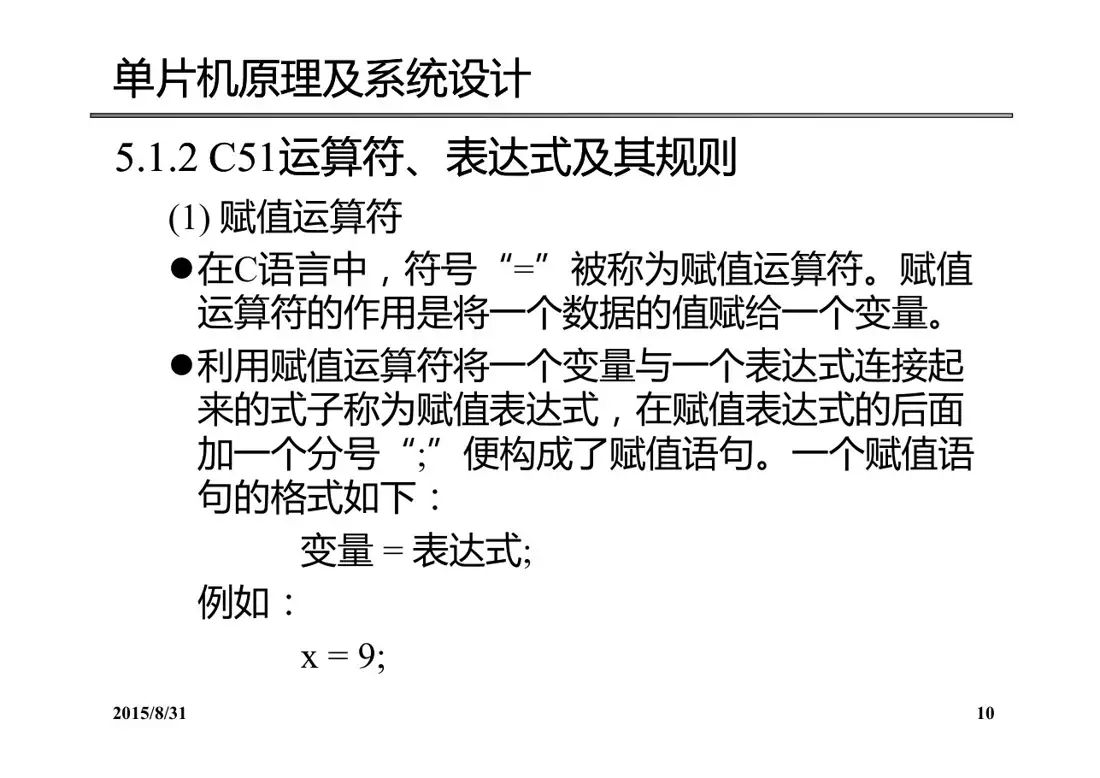 单片机原理及系统设计
5.1.2 C51运算符、表达式及其规则
(1) 赋值运算符
●在C语言中，符号“=”被称为赋值运算符。赋值
运算符的作用是将一个数据的值赋给一个变量。
●利用赋值运算符将一个变量与一个表达式连接起
来的式子称为赋值表达式，在赋值表达式的后面
加一个分号“;”便构成了赋值语句。一个赋值语
句的格式如下：
变量 = 表达式;
例如：
x = 9;
2015/8/31 10